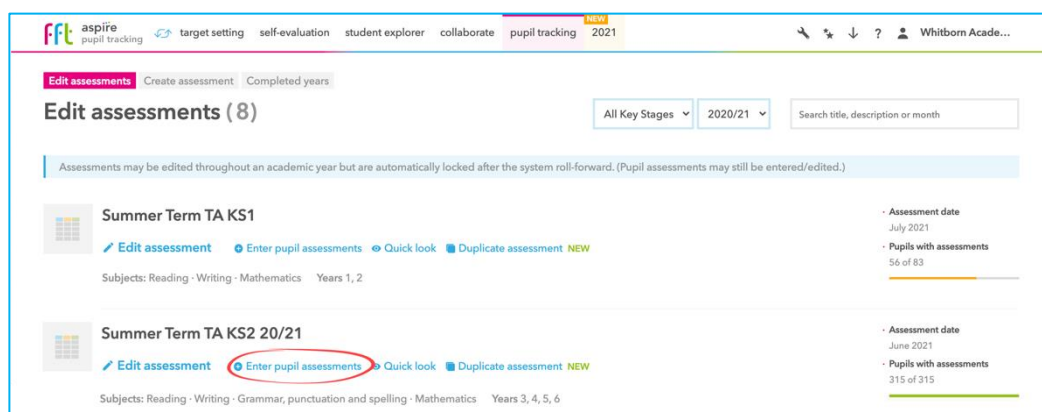 NEW
fft aspire
pupil tracking
target setting self-evaluation student explorer collaborate pupil tracking 2021 ? Whitborn Acade...
Edit assessments Create assessment Completed years
Edit assessments (8)
All Key Stages 2020/21 Search title, description or month
Assessments may be edited throughout an academic year but are automatically locked after the system roll-forward. (Pupil assessments may still be entered/edited.)
Summer Term TA KS1
Edit assessment Enter pupil assessments Quick look Duplicate assessment NEW
Subjects: Reading · Writing · Mathematics Years 1, 2
· Assessment date
July 2021
· Pupils with assessments
56 of 83
Summer Term TA KS2 20/21
Edit assessment Enter pupil assessments Quick look Duplicate assessment NEW
Subjects: Reading · Writing · Grammar, punctuation and spelling · Mathematics Years 3, 4, 5, 6
· Assessment date
June 2021
· Pupils with assessments
315 of 315